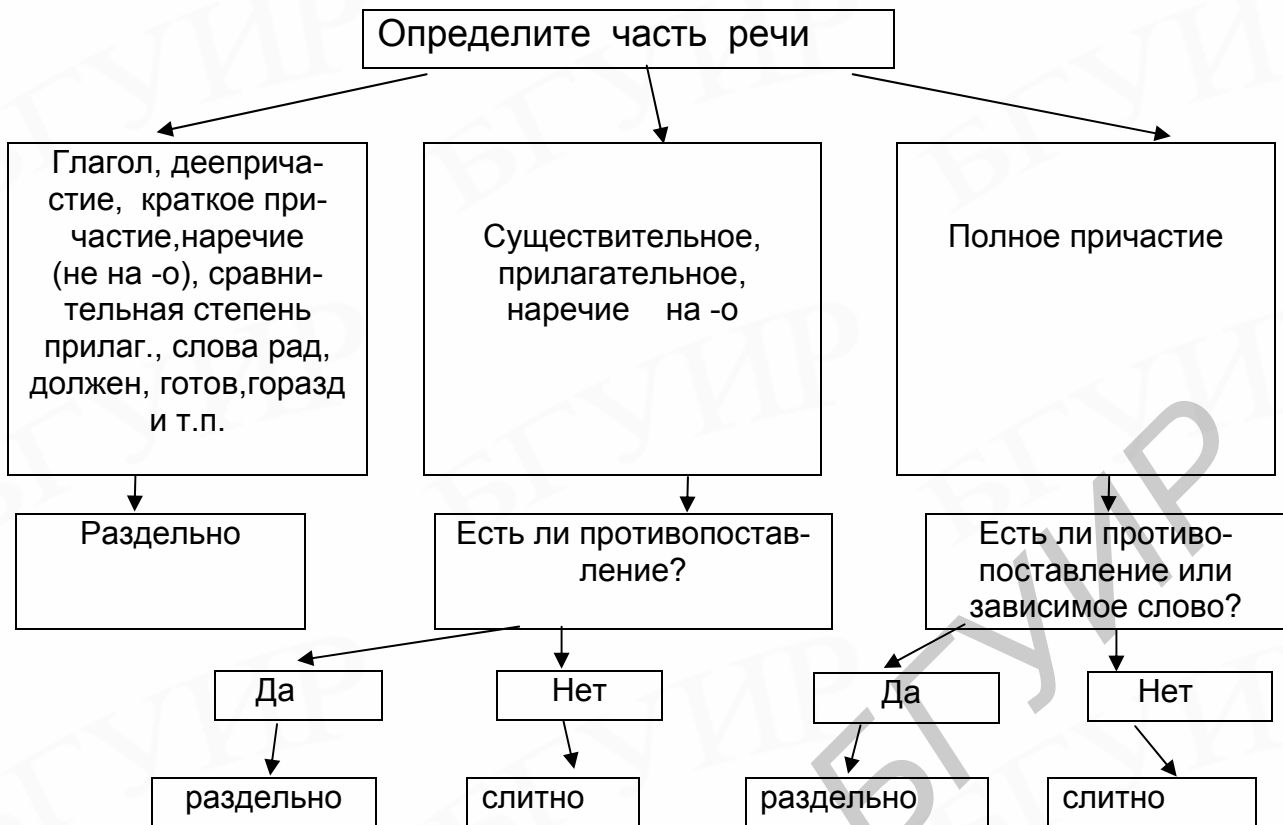 Определите часть речи
Глагол, дееприча-
стие, краткое при-
частие,наречие
(не на -о), сравни-
тельная степень
прилаг., слова рад,
должен, готов,горазд
и т.п.
Существительное,
прилагательное,
наречие на -о
Полное причастие
Раздельно
Есть ли противопостав-
ление?
Есть ли противо-
поставление или
зависимое слово?
Да
Нет
Да
Нет
раздельно
слитно
раздельно
слитно
БГУИР